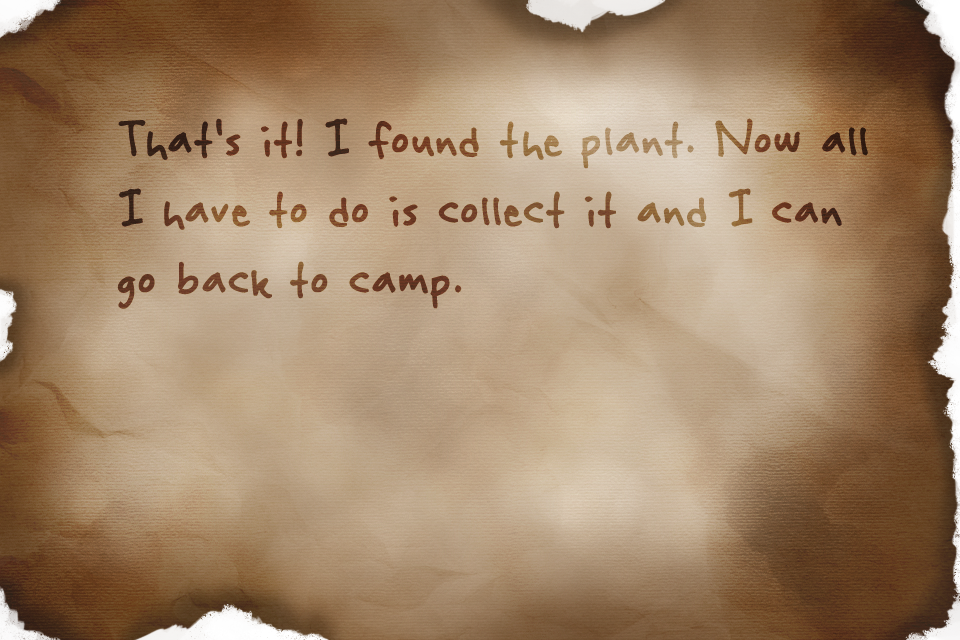 That's it! I found the plant. Now all
I have to do is collect it and I can
go back to camp.